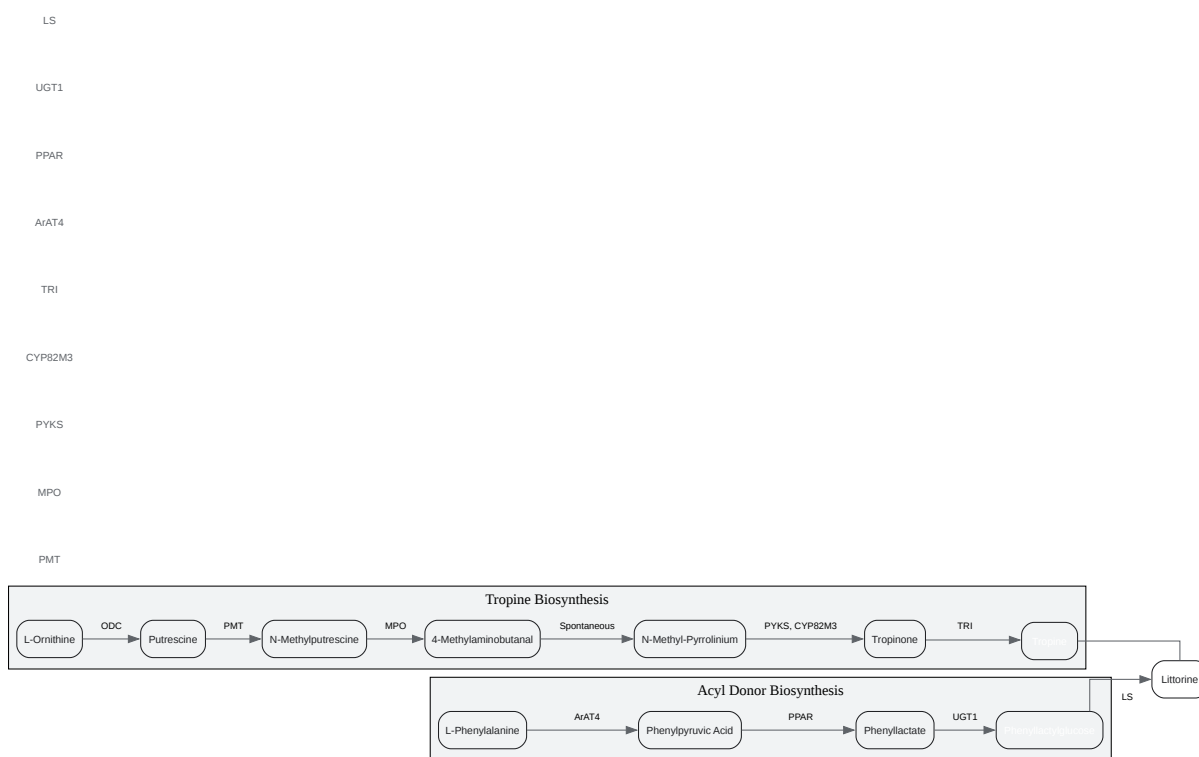 LS
UGT1
PPAR
ArAT4
TRI
CYP82M3
PYKS
MPO
PMT
Tropine Biosynthesis
ODC PMT MPO Spontaneous PYKS, CYP82M3 TRI
L-Ornithine Putrescine N-Methylputrescine 4-Methylaminobutanal N-Methyl-Pyrrolinium Tropinone Tropine
Littorine
Acyl Donor Biosynthesis
LS
ArAT4 PPAR UGT1
L-Phenylalanine Phenylpyruvic Acid Phenyllactate Phenyllactylglucose